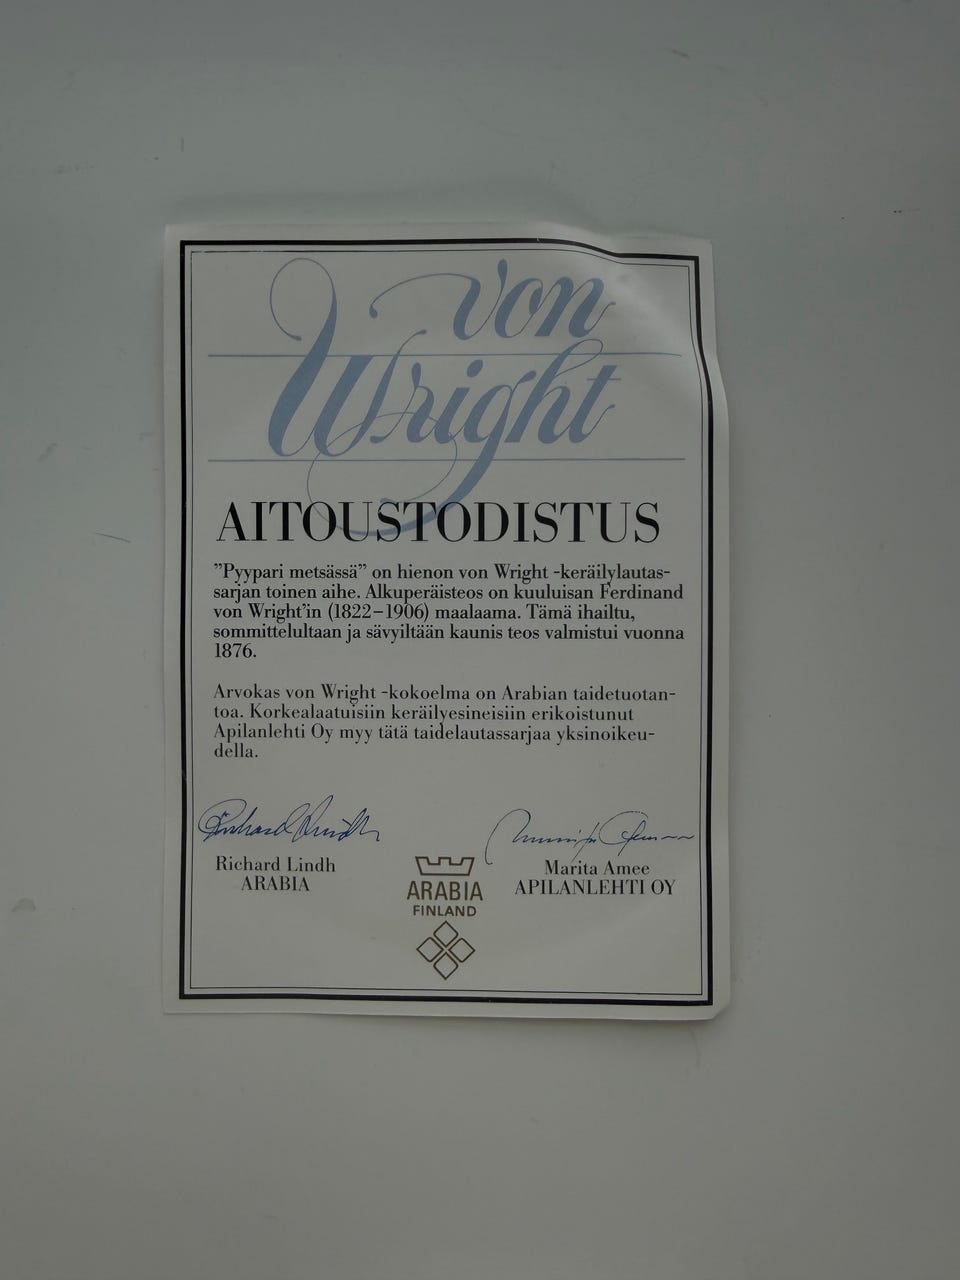 von
Wright
AITOUSTODISTUS
”Pyypari metsässä” on hienon von Wright -keräilylautas-
sarjan toinen aihe. Alkuperäisteos on kuuluisan Ferdinand
von Wright'in (1822–1906) maalaama. Tämä ihailtu,
sommittelultaan ja sävyiltään kaunis teos valmistui vuonna
1876.
Arvokas von Wright -kokoelma on Arabian taidetuotan-
toa. Korkealaatuisiin keräilyesineisiin erikoistunut
Apilanlehti Oy myy tätä taidelautassarjaa yksinoikeu-
della.
Richard Lindh
ARABIA
Marita Amee
APILANLEHTI OY
ARABIA
FINLAND